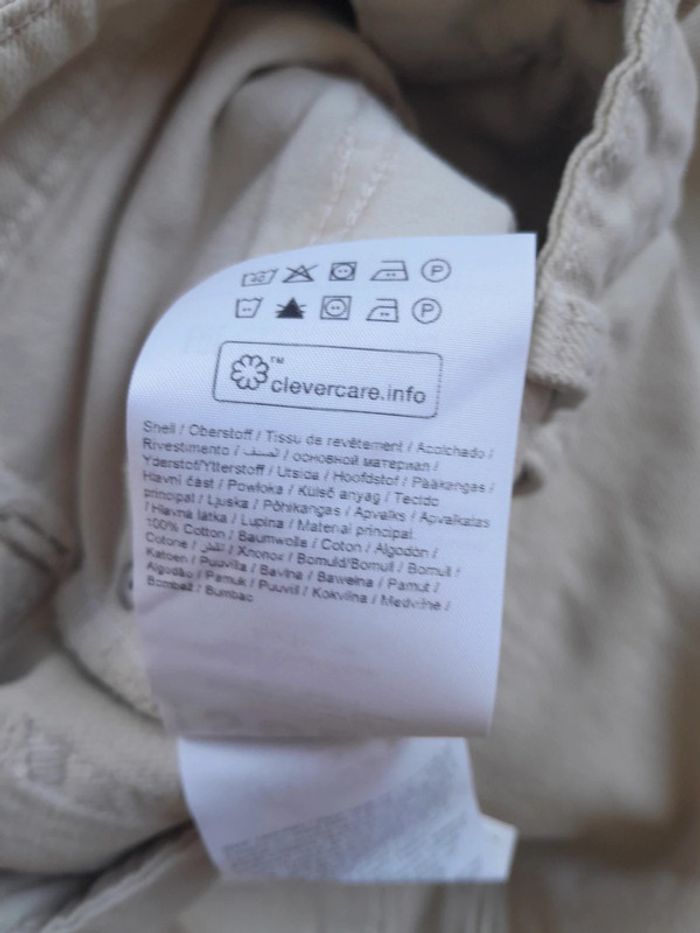 P
P
clevercare.info™
Shell / Oberstoff / Tissu de revêtement / Acolchado /
Rivestimento / / основной материал /
Yderstof/Ytterstoff / Utsida / Hoofdstof / Pääkangas /
Hlavní část / Powłoka / Külső anyag / Tecido
principal / Ljuska / Põhikangas / Apvalks / Apvalkalas
/ Hlavná látka / Lupina / Material principal
100% Cotton / Baumwolle / Coton / Algodón /
Cotone / قطن / Хлопок / Bomuld/Bomull / Bomull /
Katoen / Puuvilla / Bavlna / Bawełna / Pamut /
Algodão / Pamuk / Puuvill / Kokvilna / Medvilnė /
Bombaž / Bumbac